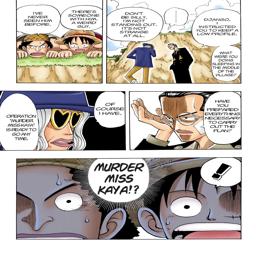 DJANGO,
I
INSTRUCTED
YOU TO KEEP A
LOW PROFILE.
WHAT
WERE YOU
DOING
SLEEPING IN
THE MIDDLE
OF THE
VILLAGE?
DON'T
BE SILLY,
I'M NOT
STANDING OUT.
IT'S NOT
STRANGE
AT ALL.
THERE'S
SOMEONE
WITH HIM.
A WEIRD
GUY.
I'VE
NEVER
SEEN HIM
BEFORE.
HAVE
YOU
PREPARED
EVERYTHING
NECESSARY
TO CARRY
OUT THE
PLAN?
OF
COURSE
I HAVE.
OPERATION
"MURDER
MISS KAYA"
IS READY TO
GO ANY
TIME.
!
MURDER
MISS
KAYA!?